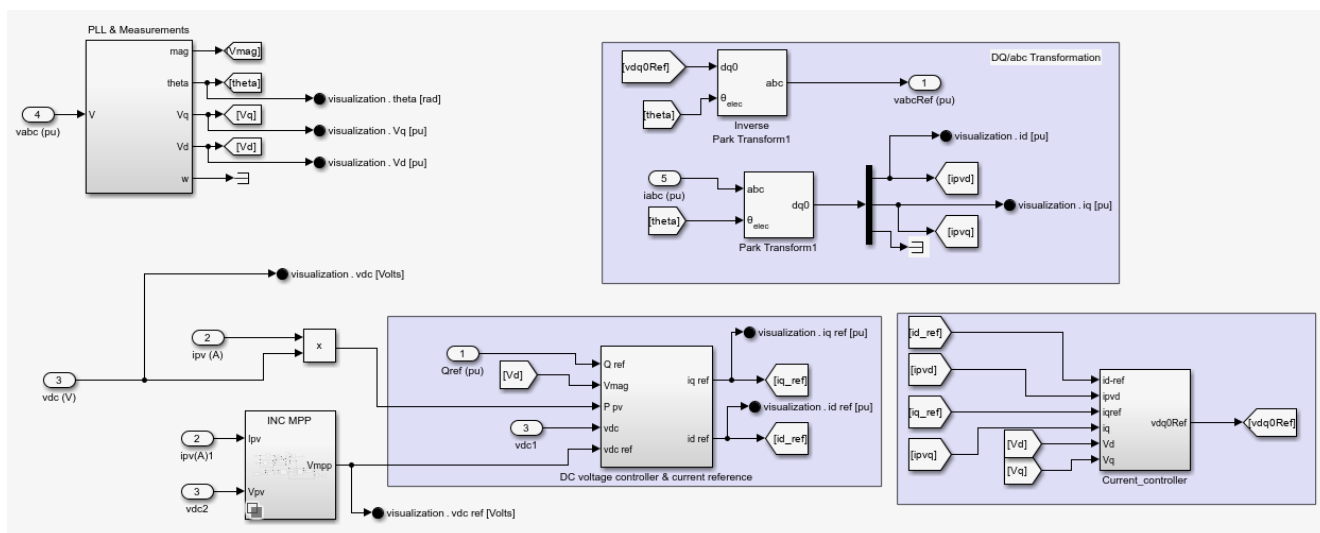 PLL & Measurements
mag
[Vmag]
theta
[theta]
visualization . theta [rad]
4
vabc (pu)
V
Vq
[Vq]
visualization . Vq [pu]
Vd
[Vd]
visualization . Vd [pu]
w
DQ/abc Transformation
[vdq0Ref]
dq0
abc
1
vabcRef (pu)
[theta]
θelec
Inverse
Park Transform1
visualization . id [pu]
5
iabc (pu)
abc
dq0
[ipvd]
visualization . iq [pu]
[theta]
θelec
[ipvq]
Park Transform1
visualization . vdc [Volts]
2
ipv (A)
x
3
vdc (V)
INC MPP
2
ipv(A)1
Ipv
Vmpp
3
vdc2
Vpv
visualization . vdc ref [Volts]
visualization . iq ref [pu]
1
Qref (pu)
Q ref
[Vd]
Vmag
iq ref
[iq_ref]
P pv
visualization . id ref [pu]
3
vdc1
vdc
id ref
[id_ref]
vdc ref
DC voltage controller & current reference
[id_ref]
[ipvd]
id-ref
ipvd
[iq_ref]
iqref
vdq0Ref
[vdq0Ref]
iq
[ipvq]
[Vd]
Vd
[Vq]
Vq
Current_controller